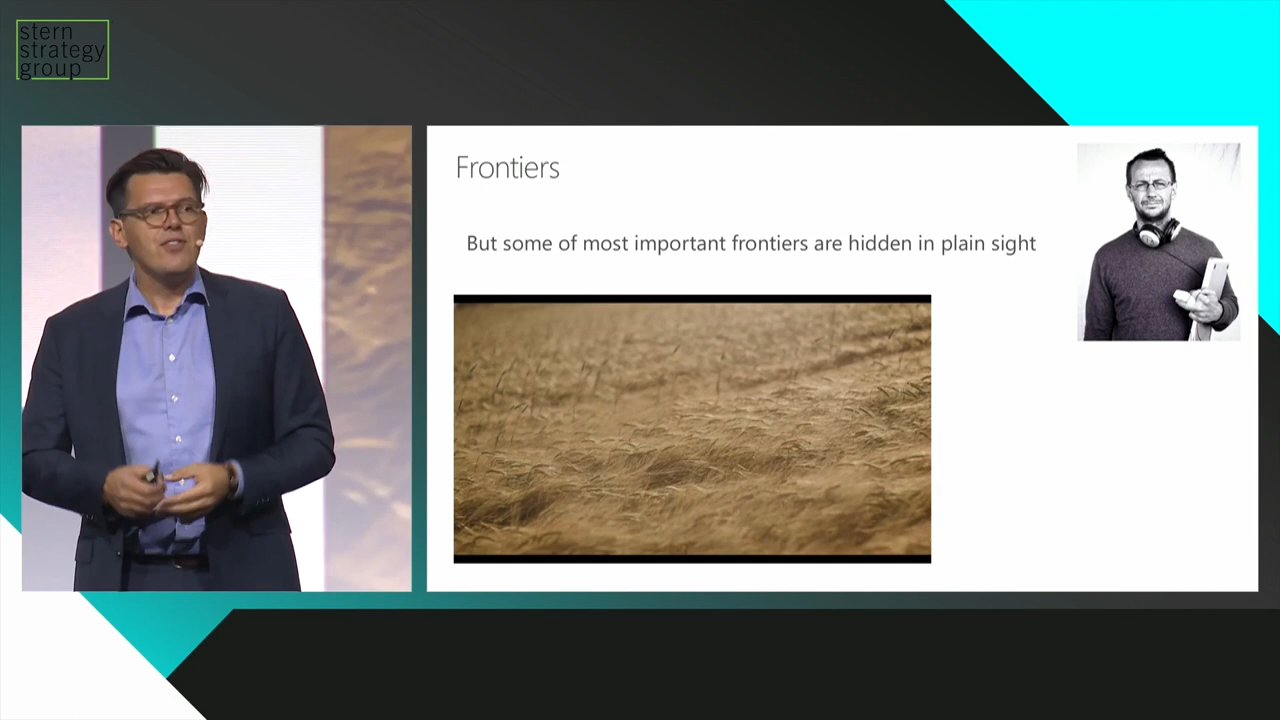 stern
strategy
group
Frontiers
But some of most important frontiers are hidden in plain sight